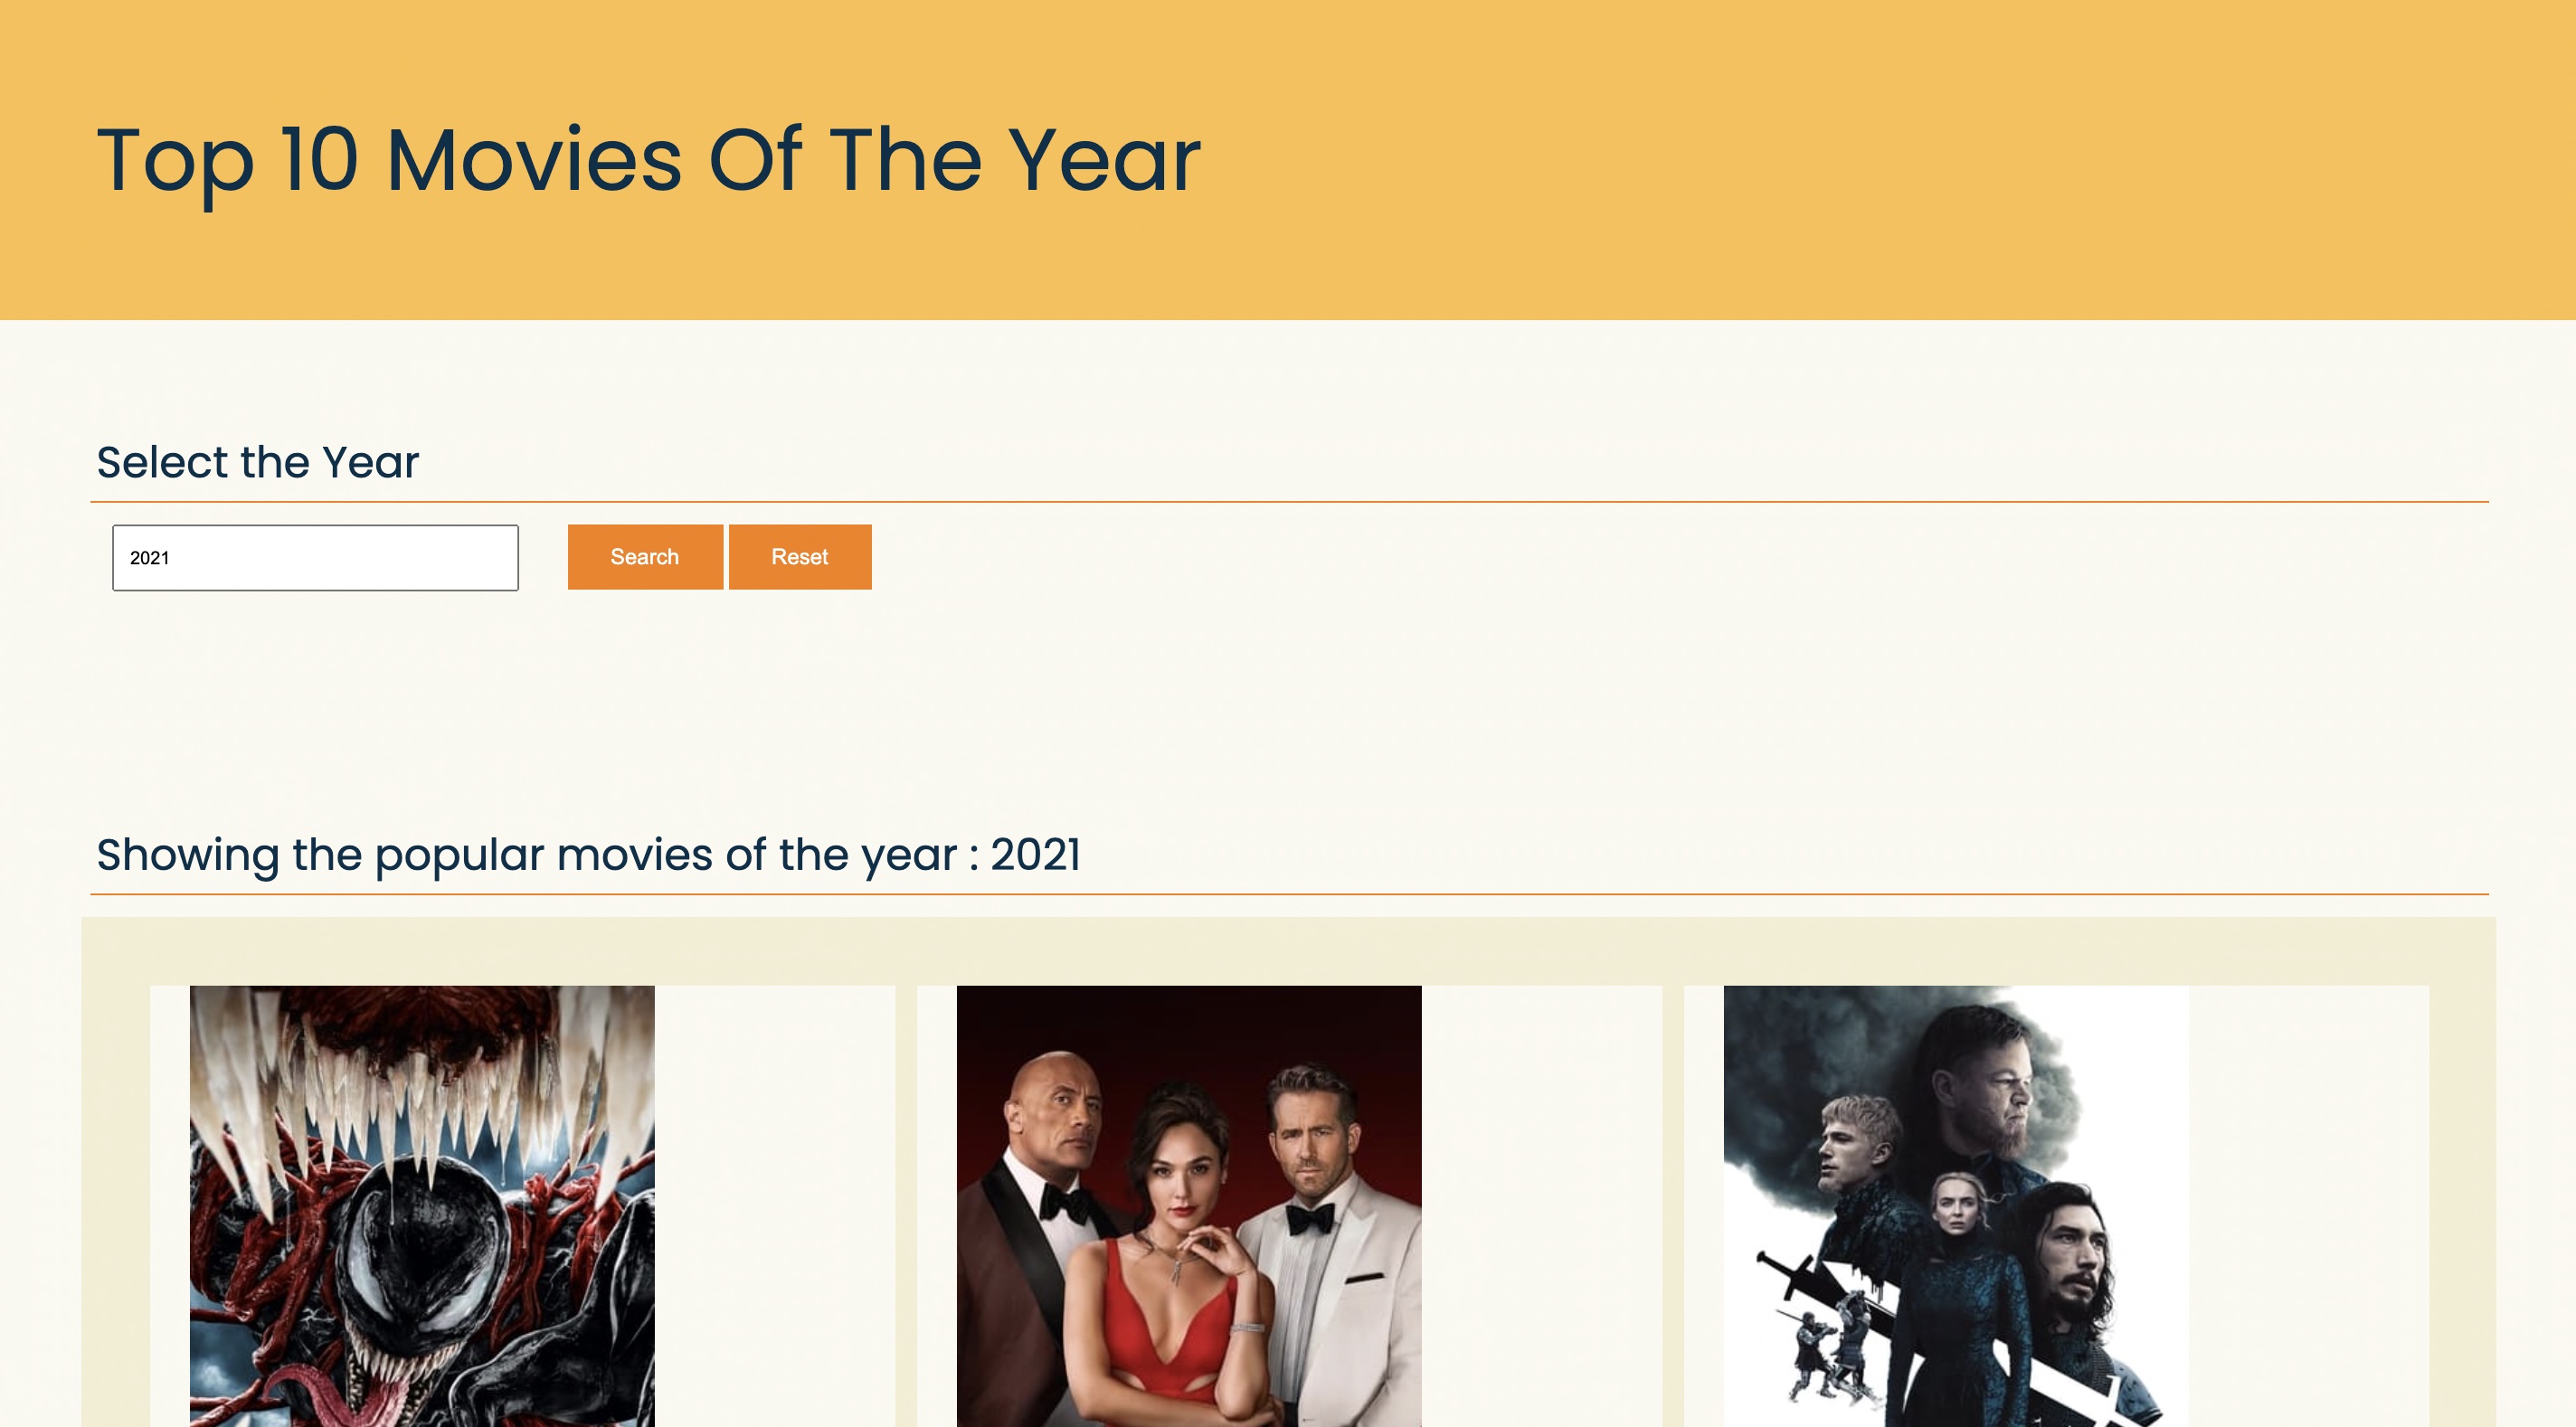 Top 10 Movies Of The Year
Select the Year
2021
Search
Reset
Showing the popular movies of the year : 2021